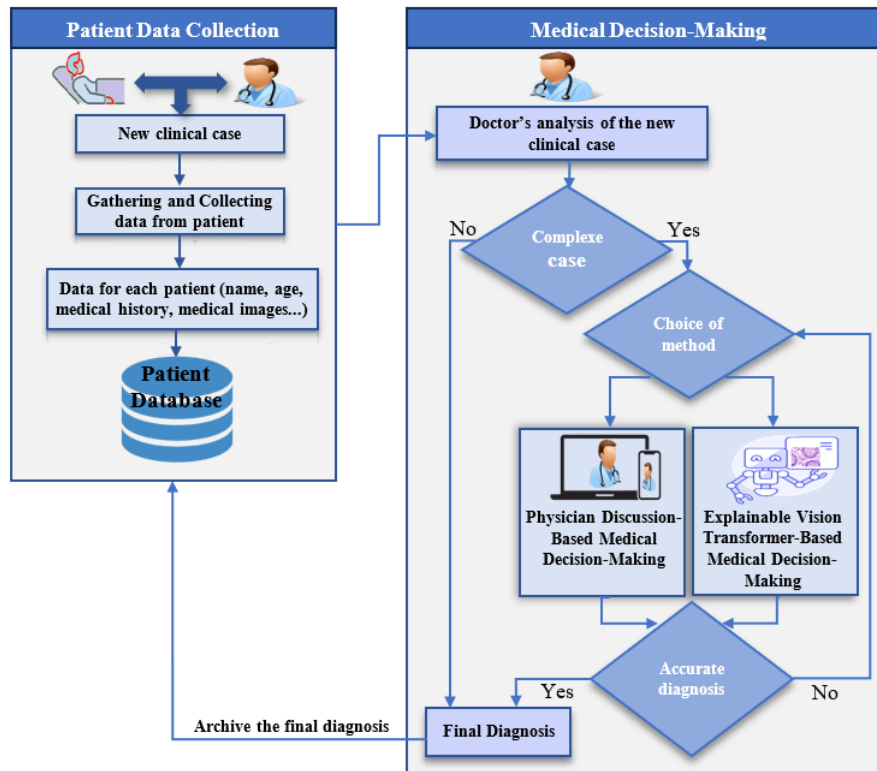 Patient Data Collection
New clinical case
Gathering and Collecting
data from patient
Data for each patient (name, age,
medical history, medical images...)
Patient
Database
Medical Decision-Making
Doctor's analysis of the new
clinical case
No
Complexe
case
Yes
Choice of
method
Physician Discussion-
Based Medical
Decision-Making
Explainable Vision
Transformer-Based
Medical Decision-
Making
Accurate
diagnosis
Yes
No
Final Diagnosis
Archive the final diagnosis